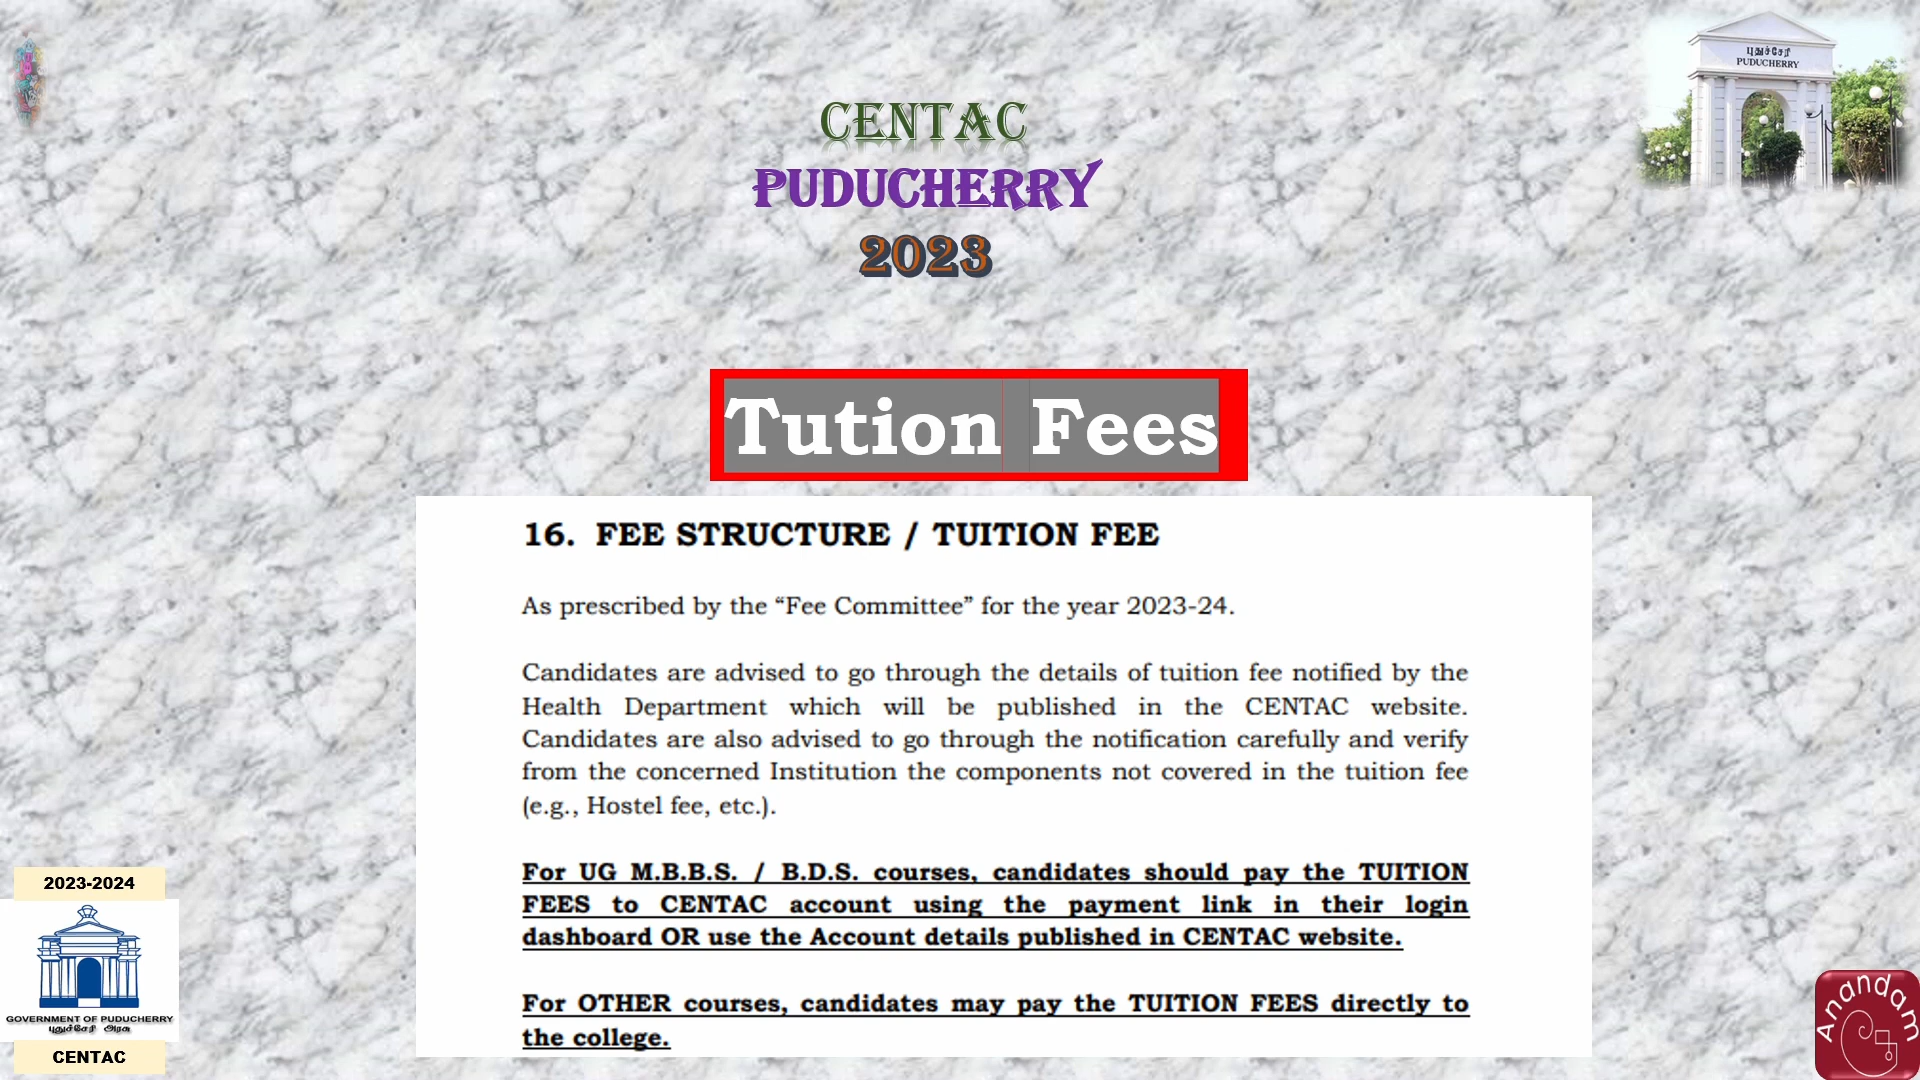 புதுச்சேரி
PUDUCHERRY
CENTAC
PUDUCHERRY
2023
Tution Fees
16. FEE STRUCTURE / TUITION FEE
As prescribed by the “Fee Committee” for the year 2023-24.
Candidates are advised to go through the details of tuition fee notified by the
Health Department which will be published in the CENTAC website.
Candidates are also advised to go through the notification carefully and verify
from the concerned Institution the components not covered in the tuition fee
(e.g., Hostel fee, etc.).
For UG M.B.B.S. / B.D.S. courses, candidates should pay the TUITION
FEES to CENTAC account using the payment link in their login
dashboard OR use the Account details published in CENTAC website.
For OTHER courses, candidates may pay the TUITION FEES directly to
the college.
2023-2024
GOVERNMENT OF PUDUCHERRY
புதுச்சேரி அரசு
CENTAC
Anandam